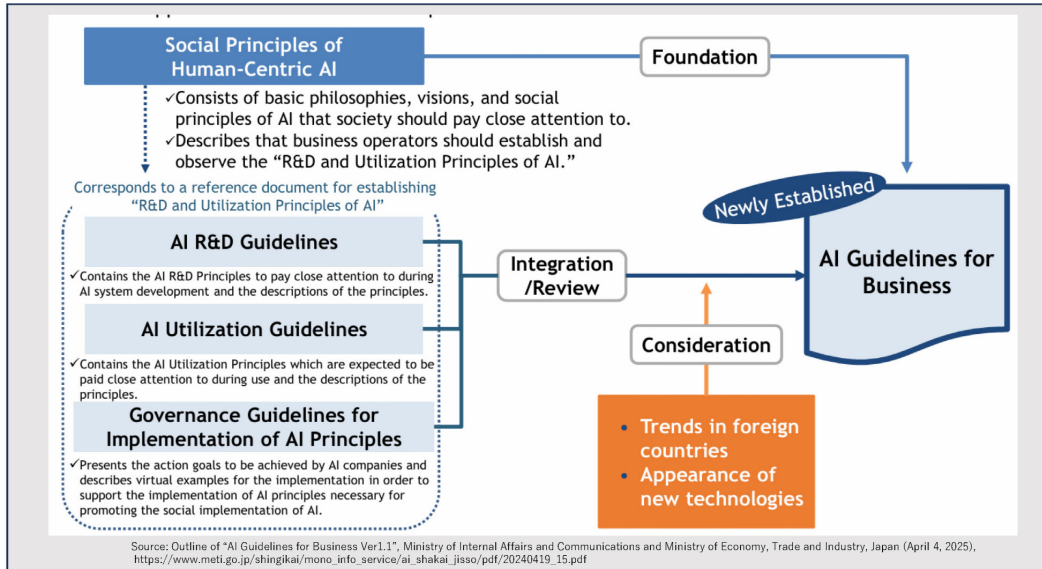 Social Principles of
Human-Centric AI
Foundation
✓Consists of basic philosophies, visions, and social
principles of AI that society should pay close attention to.
✓Describes that business operators should establish and
observe the “R&D and Utilization Principles of AI.”
Corresponds to a reference document for establishing
“R&D and Utilization Principles of AI”
Newly Established
AI R&D Guidelines
✓Contains the AI R&D Principles to pay close attention to during
AI system development and the descriptions of the principles.
Integration
/Review
AI Guidelines for
Business
AI Utilization Guidelines
✓Contains the AI Utilization Principles which are expected to be
paid close attention to during use and the descriptions of the
principles.
Consideration
Governance Guidelines for
Implementation of AI Principles
✓Presents the action goals to be achieved by AI companies and
describes virtual examples for the implementation in order to
support the implementation of AI principles necessary for
promoting the social implementation of AI.
• Trends in foreign
countries
• Appearance of
new technologies
Source: Outline of “AI Guidelines for Business Ver1.1”, Ministry of Internal Affairs and Communications and Ministry of Economy, Trade and Industry, Japan (April 4, 2025),
https://www.meti.go.jp/shingikai/mono_info_service/ai_shakai_jisso/pdf/20240419_15.pdf